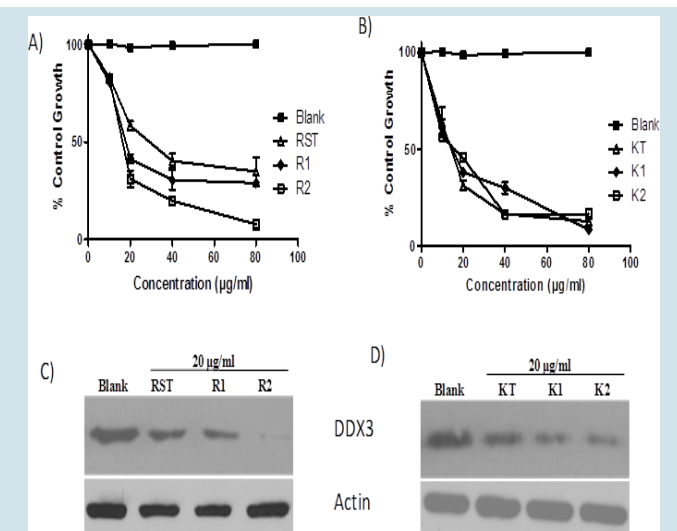 A)
% Control Growth
100
50
0
0 20 40 60 80 100
Concentration (µg/ml)
Blank
RST
R1
R2
B)
% Control Growth
100
50
0
0 20 40 60 80 100
Concentration (µg/ml)
Blank
KT
K1
K2
C)
20 µg/ml
Blank RST R1 R2
DDX3
Actin
D)
20 µg/ml
Blank KT K1 K2